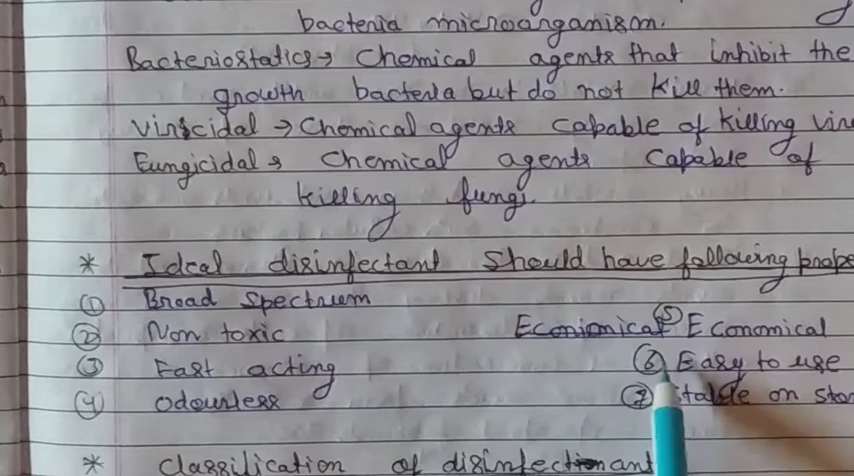 bacteria microorganism.
Bacteriostatics → Chemical agents that inhibit the
growth bacteria but do not kill them.
Viricidal → Chemical agents capable of killing
Fungicidal → Chemical agents Capable of
killing fungi.
* Ideal disinfectant Should have following
① Broad Spectrum
② Non toxic Econimical ⑤ Economical
③ Fast acting ⑥ Easy to use
④ Odourless ⑦ Stable on
* Classification of disinfectionant